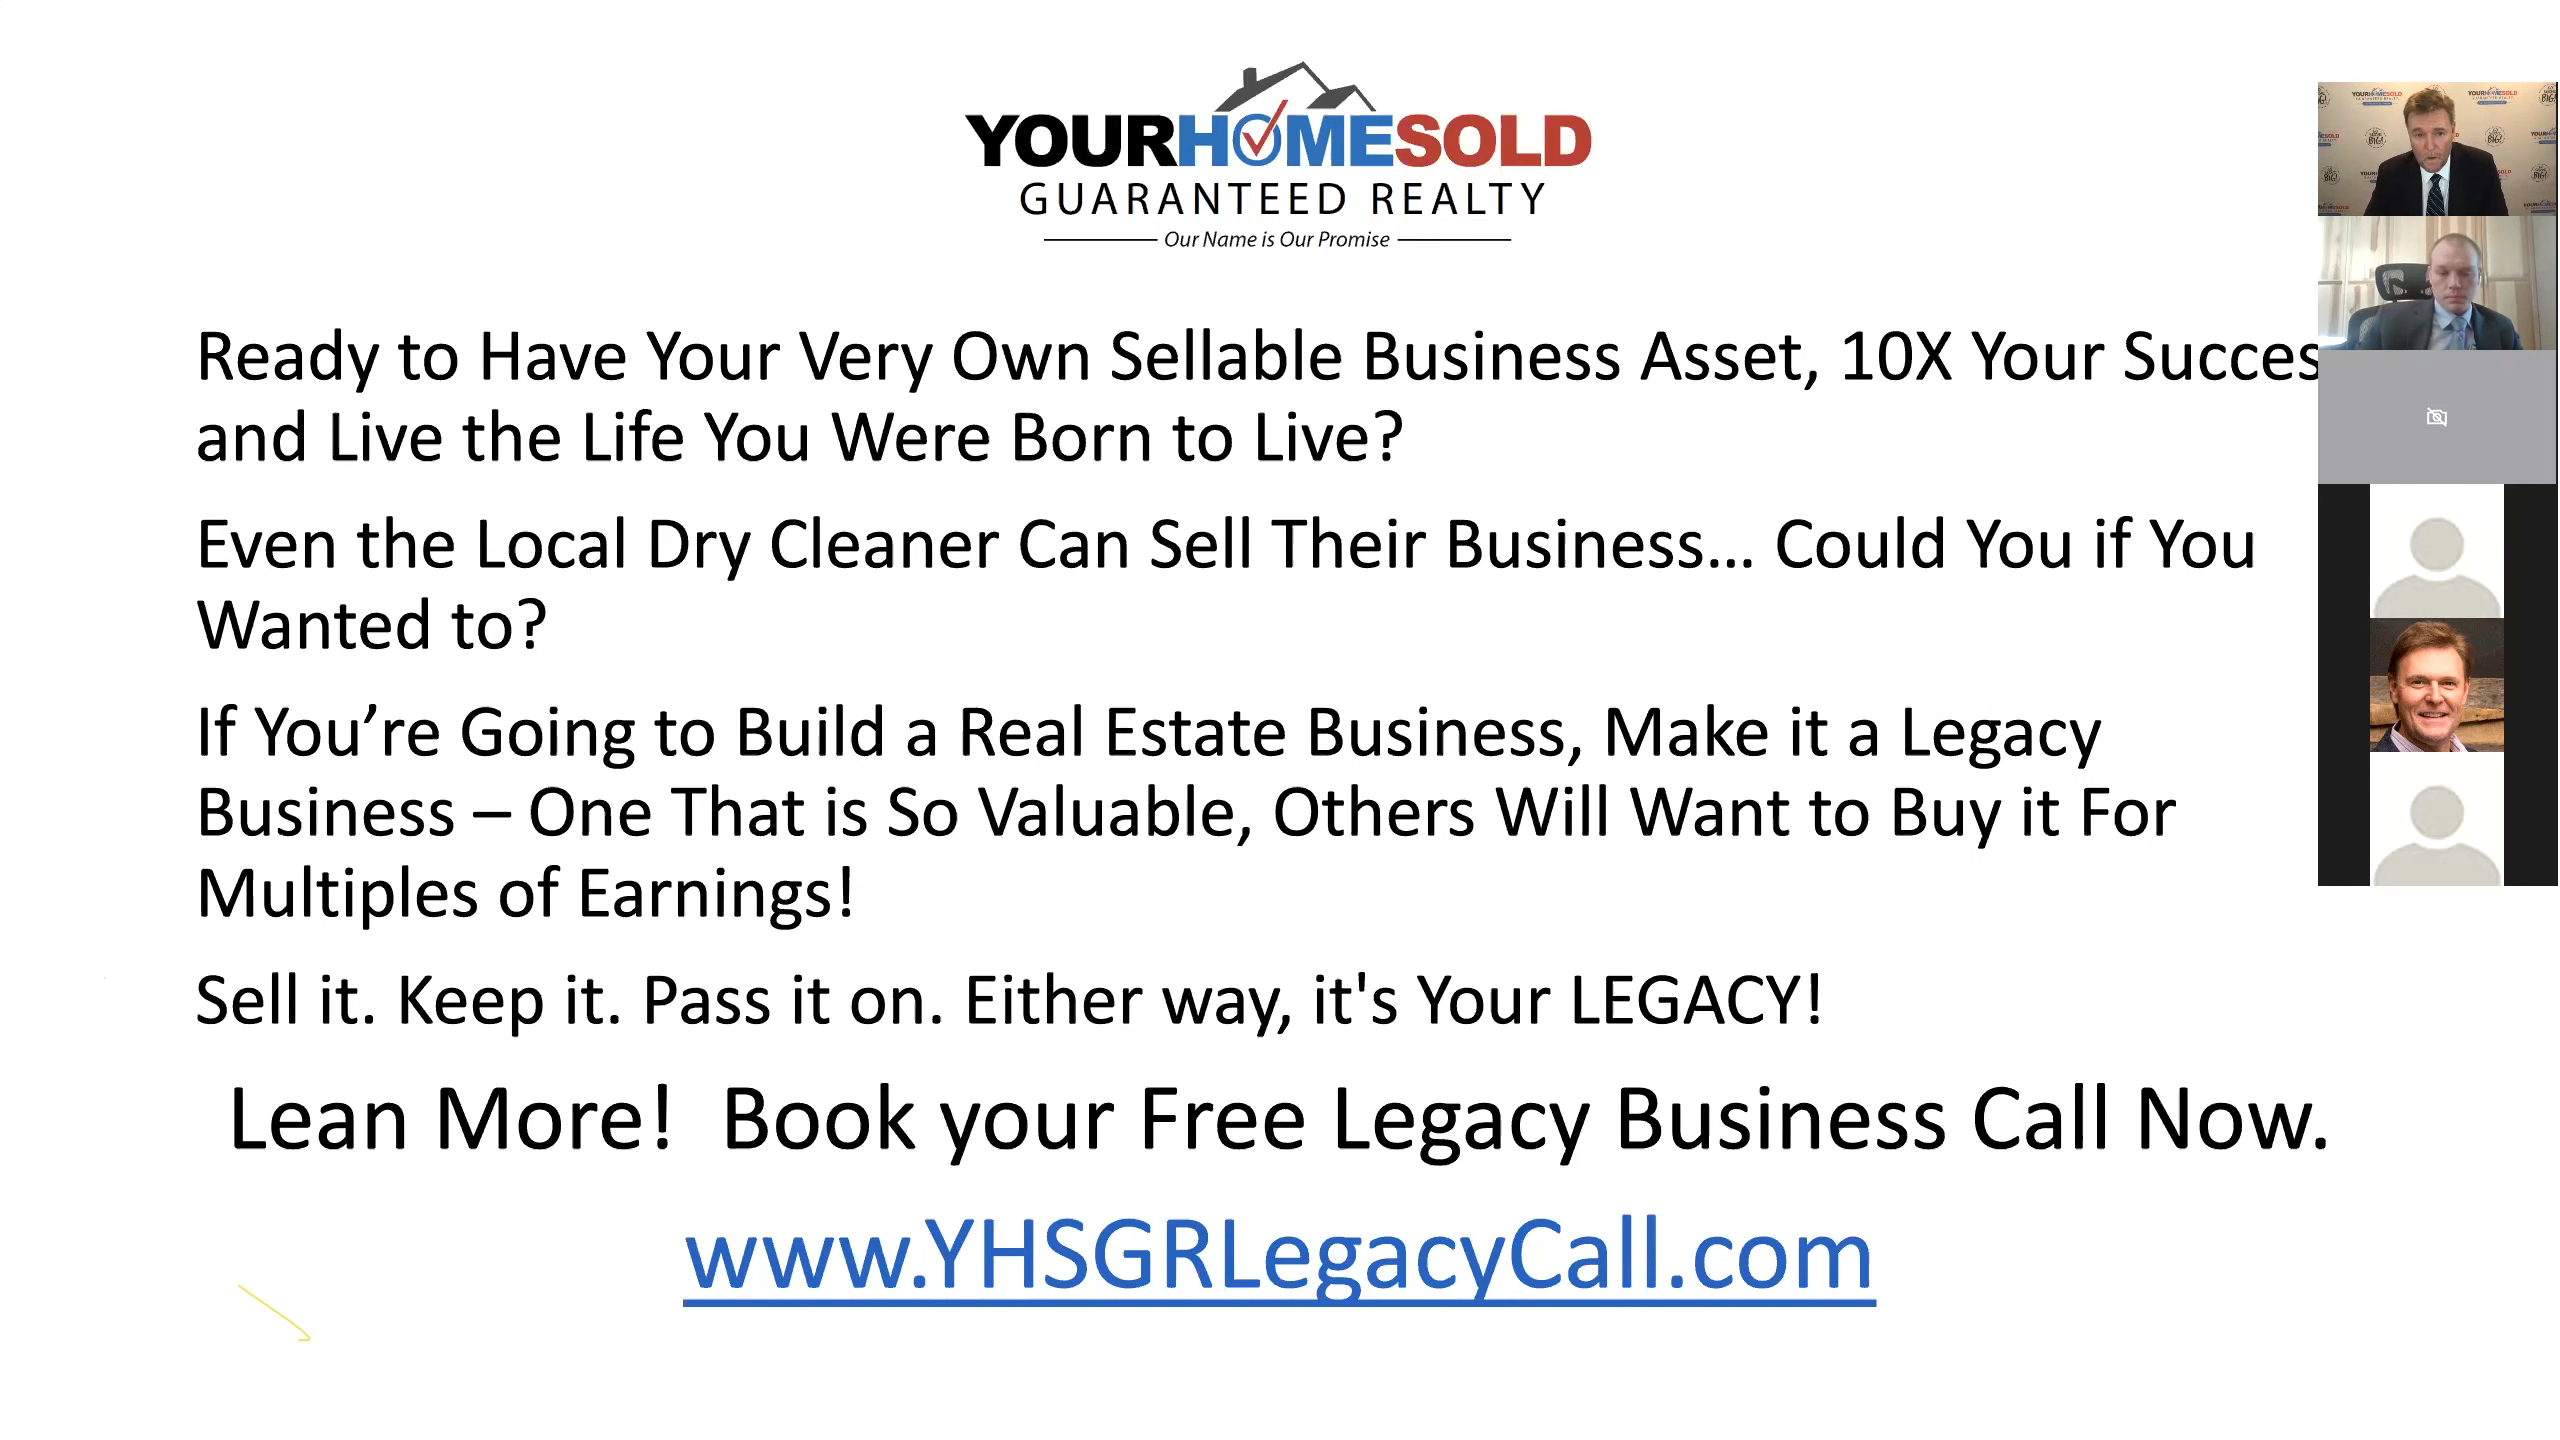 YOURHOMESOLD
GUARANTEED REALTY
Our Name is Our Promise
Ready to Have Your Very Own Sellable Business Asset, 10X Your Succes
and Live the Life You Were Born to Live?
Even the Local Dry Cleaner Can Sell Their Business... Could You if You
Wanted to?
If You’re Going to Build a Real Estate Business, Make it a Legacy
Business – One That is So Valuable, Others Will Want to Buy it For
Multiples of Earnings!
Sell it. Keep it. Pass it on. Either way, it's Your LEGACY!
Lean More!  Book your Free Legacy Business Call Now.
www.YHSGRLegacyCall.com
YOURHOMESOLD
YOURHOMESOLD
BIG!
BIG!